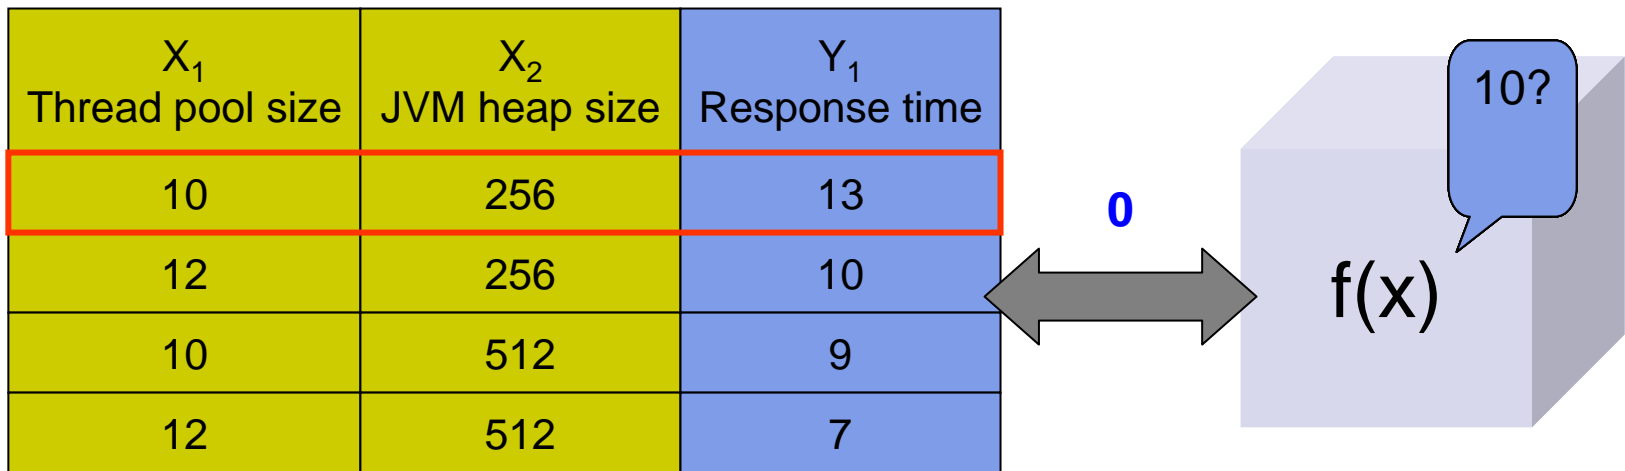 X₁ X₂ Y₁
Thread pool size JVM heap size Response time
10 256 13
12 256 10
10 512 9
12 512 7
0
10?
f(x)